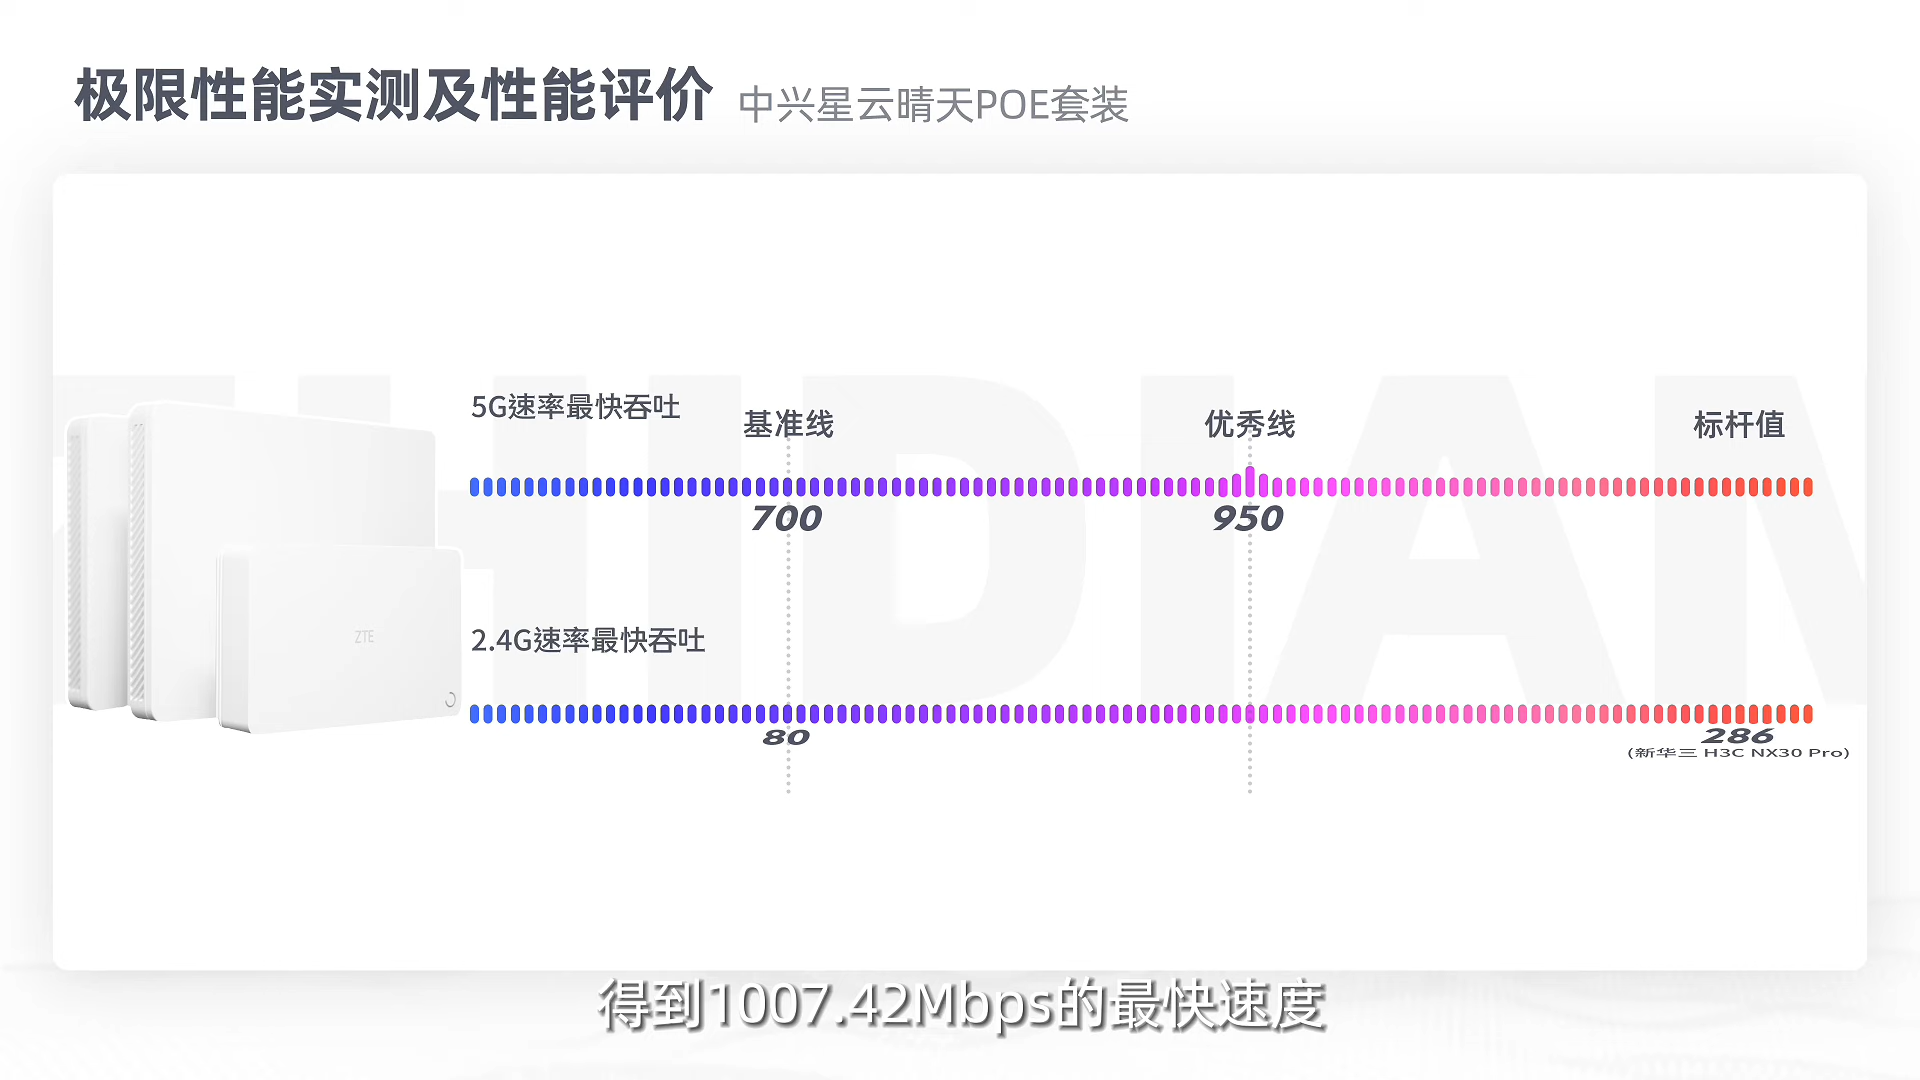 极限性能实测及性能评价 中兴星云晴天POE套装
5G速率最快吞吐
基准线
优秀线
标杆值
700
950
ZTE
2.4G速率最快吞吐
80
286
(新华三 H3C NX30 Pro)
得到1007.42Mbps的最快速度